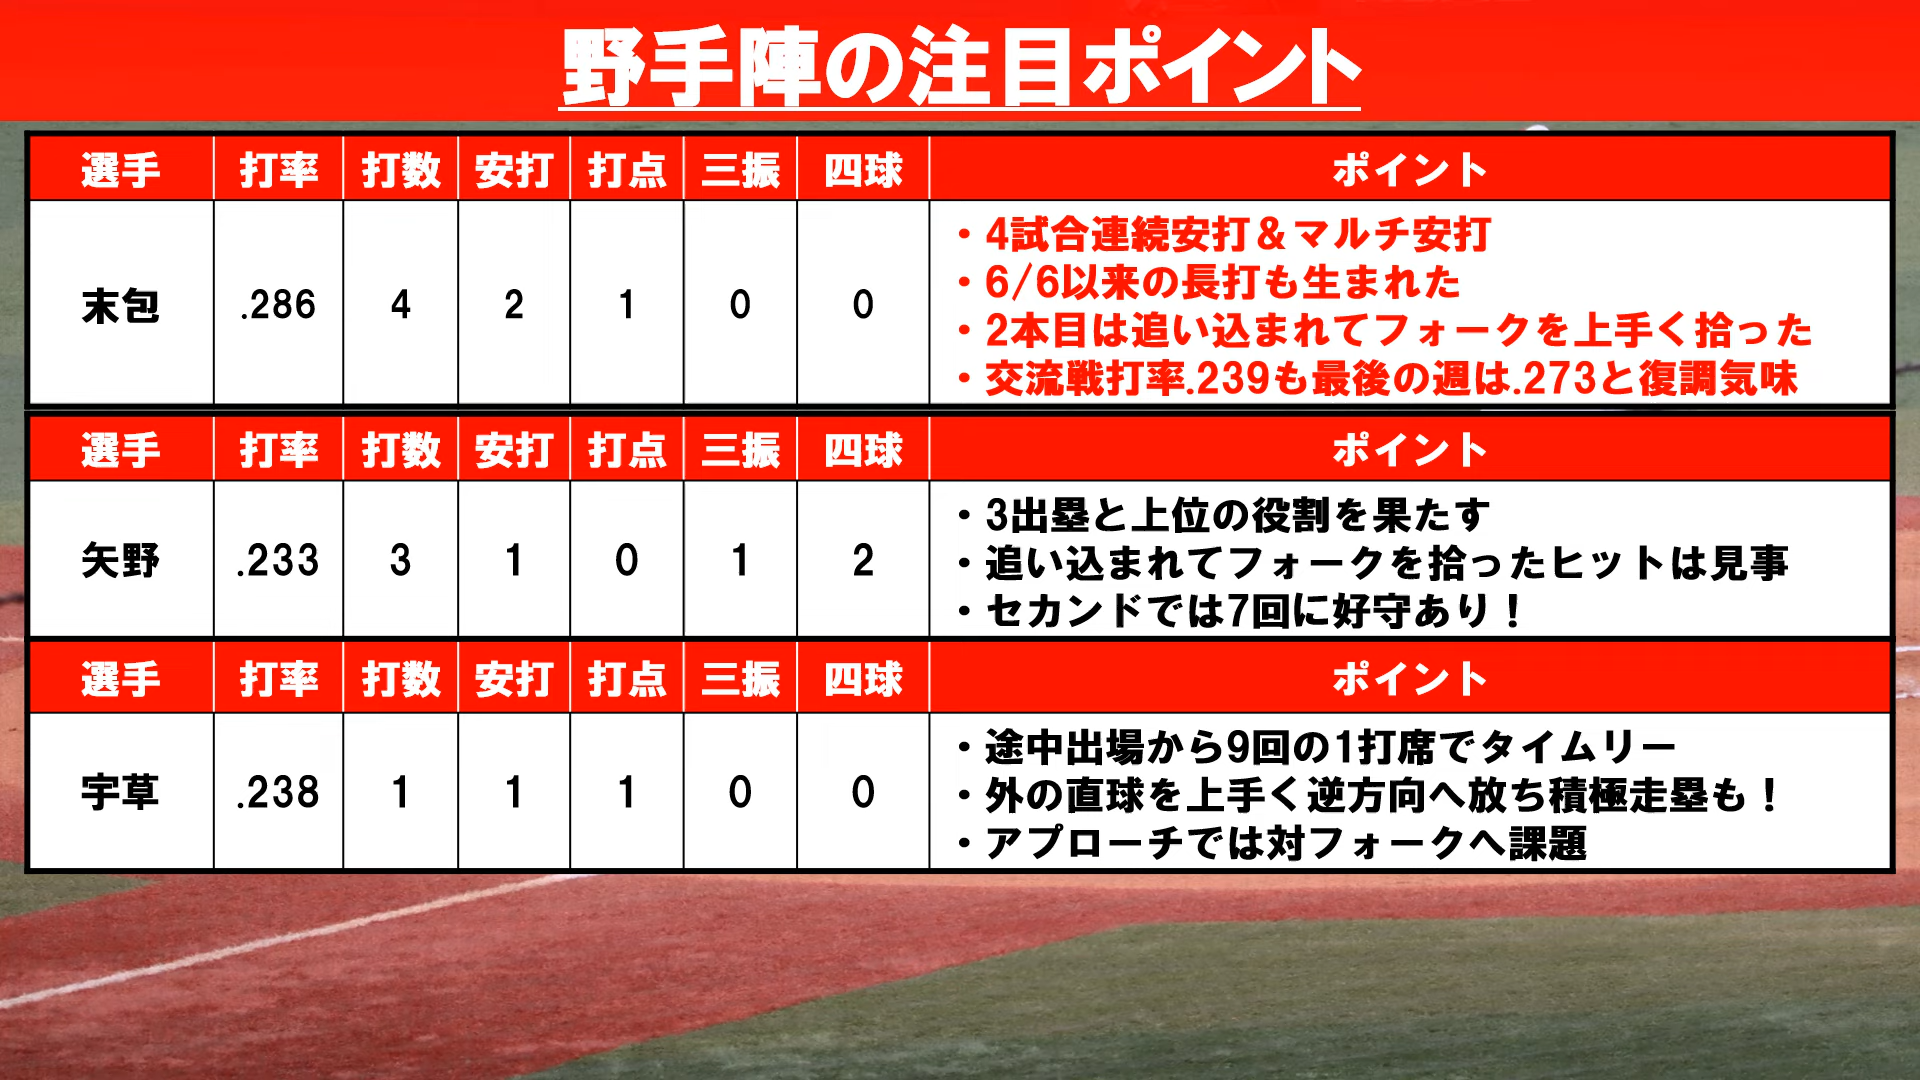 野手陣の注目ポイント
選手 打率 打数 安打 打点 三振 四球 ポイント
末包 .286 4 2 1 0 0
・4試合連続安打＆マルチ安打
・6/6以来の長打も生まれた
・2本目は追い込まれてフォークを上手く拾った
・交流戦打率.239も最後の週は.273と復調気味
選手 打率 打数 安打 打点 三振 四球 ポイント
矢野 .233 3 1 0 1 2
・3出塁と上位の役割を果たす
・追い込まれてフォークを拾ったヒットは見事
・セカンドでは7回に好守あり！
選手 打率 打数 安打 打点 三振 四球 ポイント
宇草 .238 1 1 1 0 0
・途中出場から9回の1打席でタイムリー
・外の直球を上手く逆方向へ放ち積極走塁も！
・アプローチでは対フォークへ課題